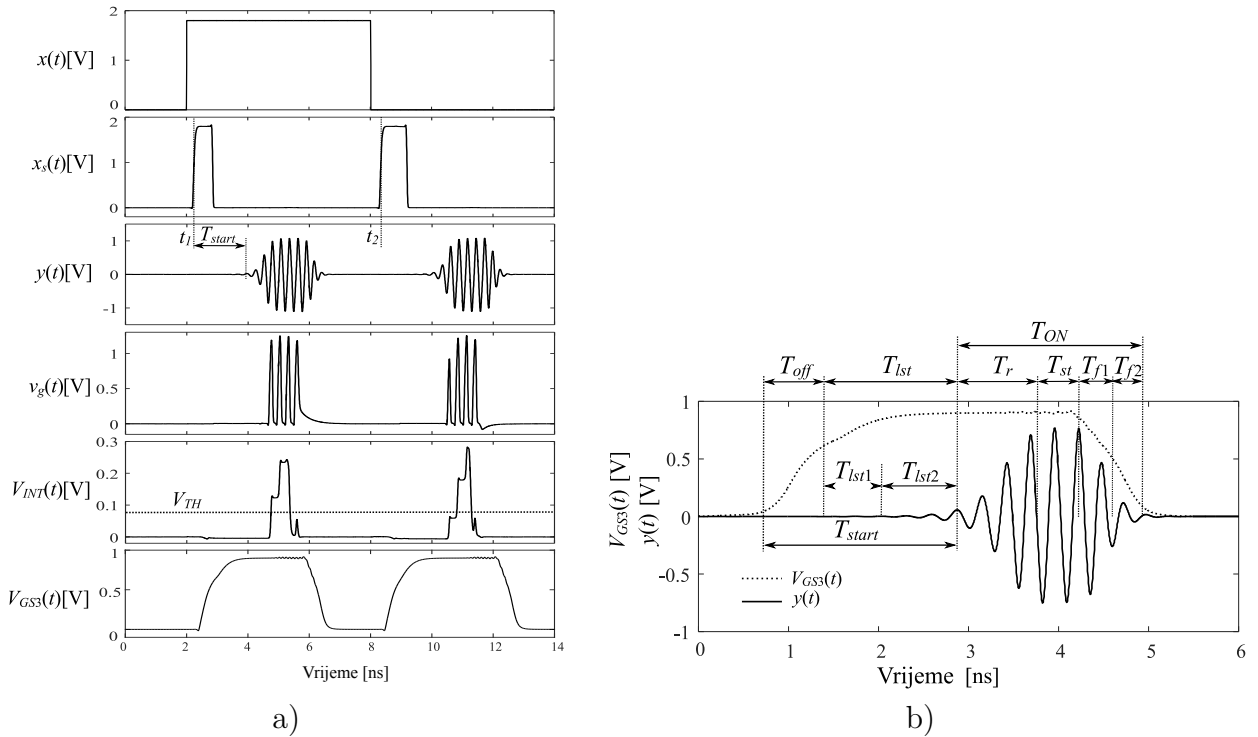 x(t)[V]
2
1
0
x_s(t)[V]
2
1
0
t_1
T_start
t_2
y(t)[V]
1
0
-1
v_g(t)[V]
1
0.5
0
V_INT(t)[V]
0.3
0.2
0.1
0
V_TH
V_GS3(t)[V]
1
0.5
0 2 4 6 8 10 12 14
Vrijeme [ns]
a)
T_ON
T_off T_lst T_r T_st T_f1 T_f2
V_GS3(t) [V]
y(t) [V]
1
0.5
0
-0.5
-1
T_lst1 T_lst2
T_start
V_GS3(t)
y(t)
0 1 2 3 4 5 6
Vrijeme [ns]
b)